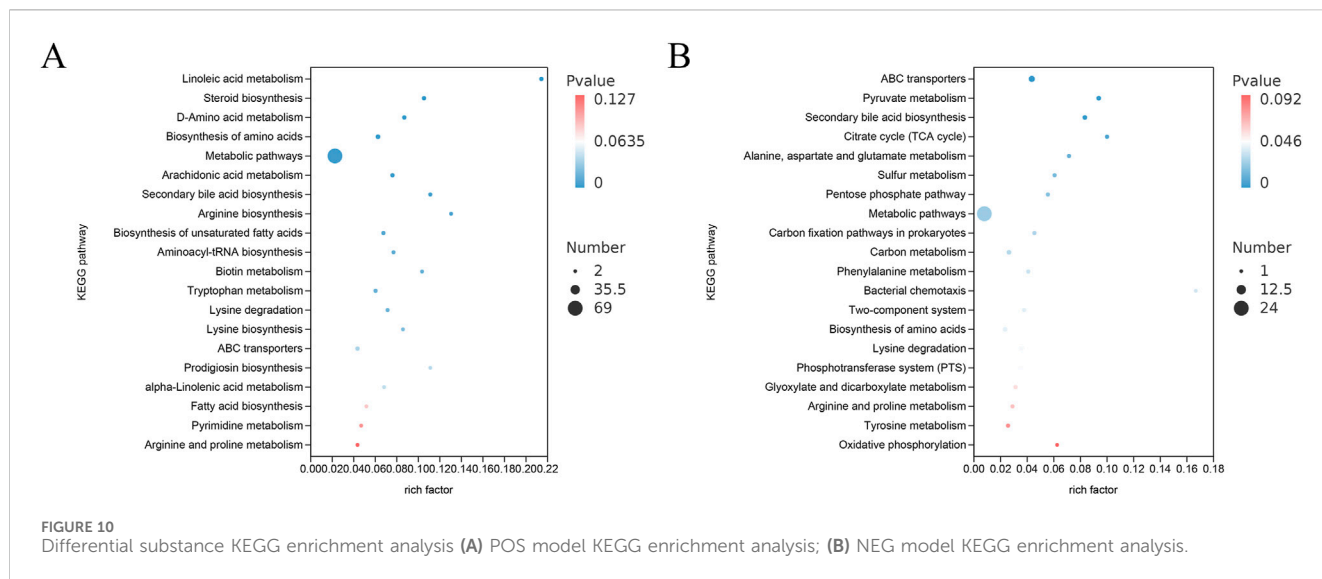 A
Linoleic acid metabolism
Steroid biosynthesis
D-Amino acid metabolism
Biosynthesis of amino acids
Metabolic pathways
Arachidonic acid metabolism
Secondary bile acid biosynthesis
Arginine biosynthesis
Biosynthesis of unsaturated fatty acids
Aminoacyl-tRNA biosynthesis
Biotin metabolism
Tryptophan metabolism
Lysine degradation
Lysine biosynthesis
ABC transporters
Prodigiosin biosynthesis
alpha-Linolenic acid metabolism
Fatty acid biosynthesis
Pyrimidine metabolism
Arginine and proline metabolism
KEGG pathway
0.000.020.040.060.080.100.120.140.160.180.200.22
rich factor
Pvalue
0.127
0.0635
0
Number
2
35.5
69
B
ABC transporters
Pyruvate metabolism
Secondary bile acid biosynthesis
Citrate cycle (TCA cycle)
Alanine, aspartate and glutamate metabolism
Sulfur metabolism
Pentose phosphate pathway
Metabolic pathways
Carbon fixation pathways in prokaryotes
Carbon metabolism
Phenylalanine metabolism
Bacterial chemotaxis
Two-component system
Biosynthesis of amino acids
Lysine degradation
Phosphotransferase system (PTS)
Glyoxylate and dicarboxylate metabolism
Arginine and proline metabolism
Tyrosine metabolism
Oxidative phosphorylation
KEGG pathway
0.00 0.02 0.04 0.06 0.08 0.10 0.12 0.14 0.16 0.18
rich factor
Pvalue
0.092
0.046
0
Number
1
12.5
24
FIGURE 10
Differential substance KEGG enrichment analysis (A) POS model KEGG enrichment analysis; (B) NEG model KEGG enrichment analysis.